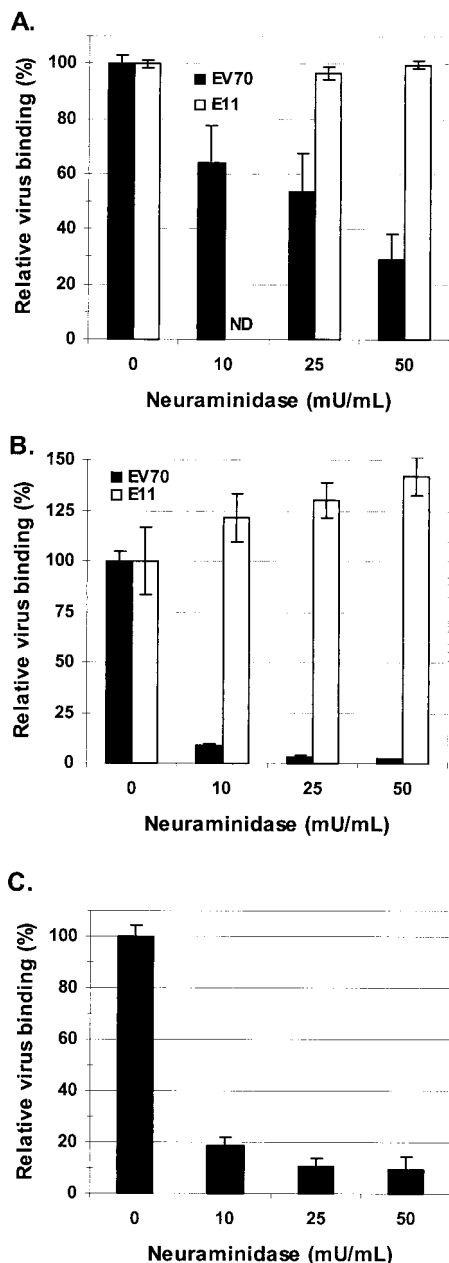 A.
Relative virus binding (%)
100
80
60
40
20
0
EV70
E11
ND
0 10 25 50
Neuraminidase (mU/mL)
B.
Relative virus binding (%)
150
125
100
75
50
25
0
EV70
E11
0 10 25 50
Neuraminidase (mU/mL)
C.
Relative virus binding (%)
100
80
60
40
20
0
0 10 25 50
Neuraminidase (mU/mL)